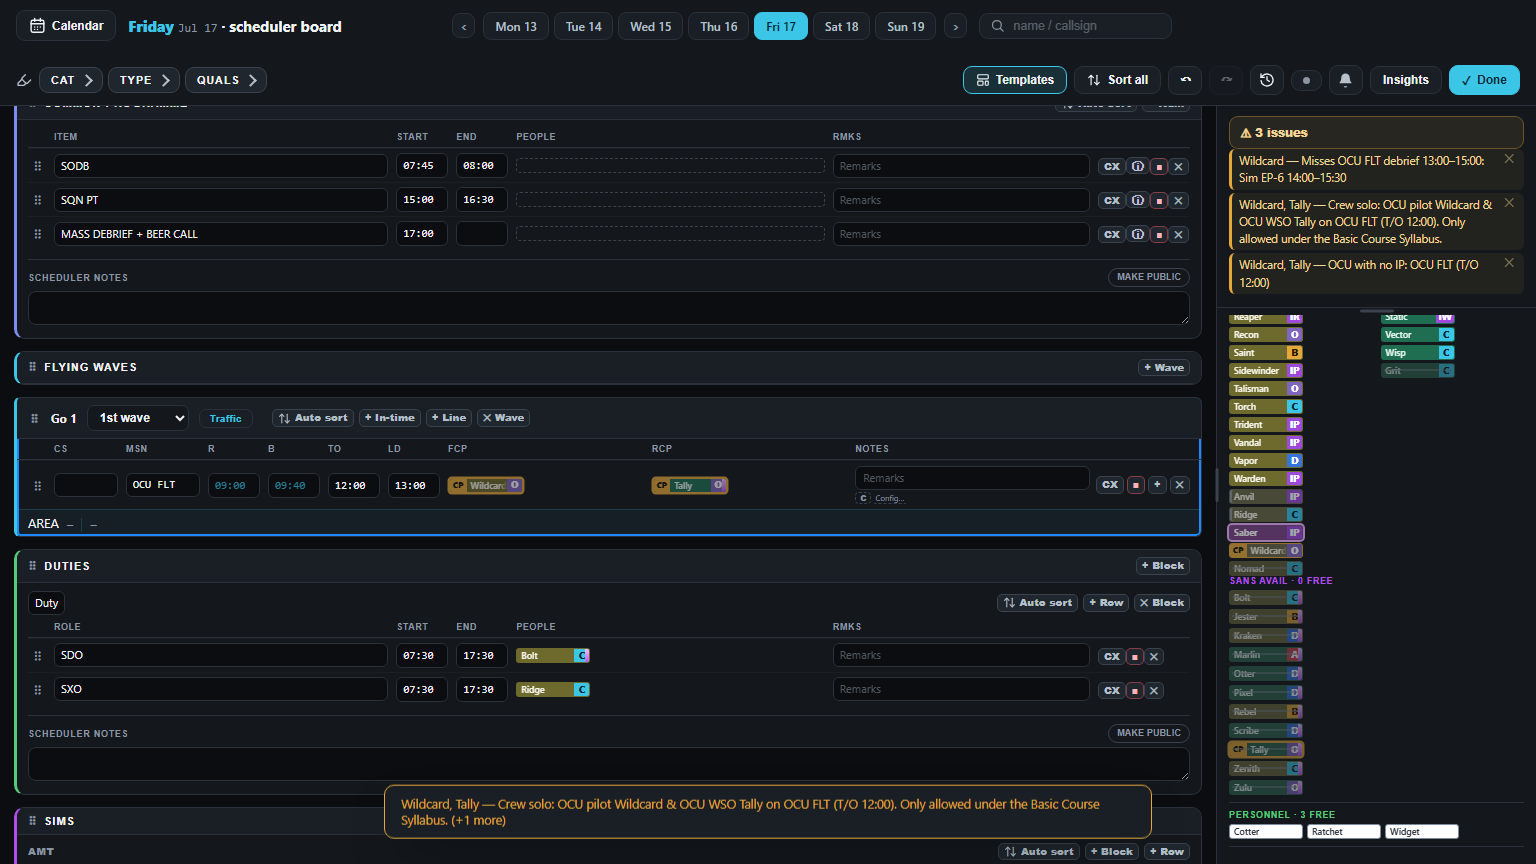 Calendar
Friday Jul 17 · scheduler board
Mon 13
Tue 14
Wed 15
Thu 16
Fri 17
Sat 18
Sun 19
name / callsign
CAT
TYPE
QUALS
Templates
Sort all
Insights
✓ Done
ITEM START END PEOPLE RMKS
SODB 07:45 08:00 Remarks CX
SQN PT 15:00 16:30 Remarks CX
MASS DEBRIEF + BEER CALL 17:00 Remarks CX
SCHEDULER NOTES MAKE PUBLIC
FLYING WAVES + Wave
Go 1 1st wave Traffic Auto sort + In-time + Line ✕ Wave
CS MSN R B TO LD FCP RCP NOTES
OCU FLT 09:00 09:40 12:00 13:00 CP Wildcard O CP Tally O Remarks CX
C Config...
AREA – –
DUTIES + Block
Duty Auto sort + Row ✕ Block
ROLE START END PEOPLE RMKS
SDO 07:30 17:30 Bolt C Remarks CX
SXO 07:30 17:30 Ridge C Remarks CX
SCHEDULER NOTES MAKE PUBLIC
SIMS
AMT Auto sort + Block + Row
Wildcard, Tally — Crew solo: OCU pilot Wildcard & OCU WSO Tally on OCU FLT (T/O 12:00). Only allowed under the Basic Course
Syllabus. (+1 more)
⚠ 3 issues
Wildcard — Misses OCU FLT debrief 13:00–15:00:
Sim EP-6 14:00–15:30
Wildcard, Tally — Crew solo: OCU pilot Wildcard &
OCU WSO Tally on OCU FLT (T/O 12:00). Only
allowed under the Basic Course Syllabus.
Wildcard, Tally — OCU with no IP: OCU FLT (T/O
12:00)
Reaper Static
Recon O Vector C
Saint B Wisp C
Sidewinder IP Grit C
Talisman O
Torch C
Trident IP
Vandal IP
Vapor D
Warden IP
Anvil IP
Ridge C
Saber IP
CP Wildcard O
Nomad C
SANS AVAIL · 0 FREE
Bolt C
Jester B
Kraken D
Marlin A
Otter D
Pixel D
Rebel B
Scribe D
CP Tally O
Zenith C
Zulu
PERSONNEL · 3 FREE
Cotter
Ratchet
Widget